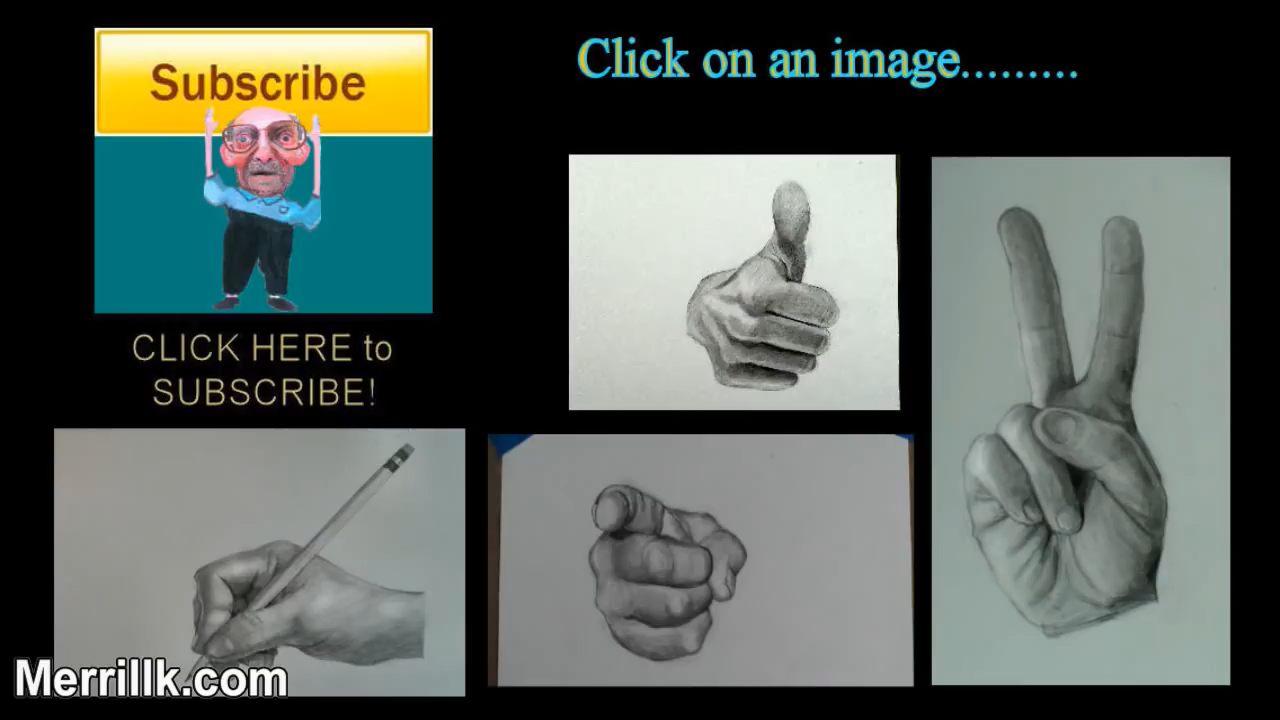 Subscribe
Click on an image.........
CLICK HERE to
SUBSCRIBE!
Merrillk.com